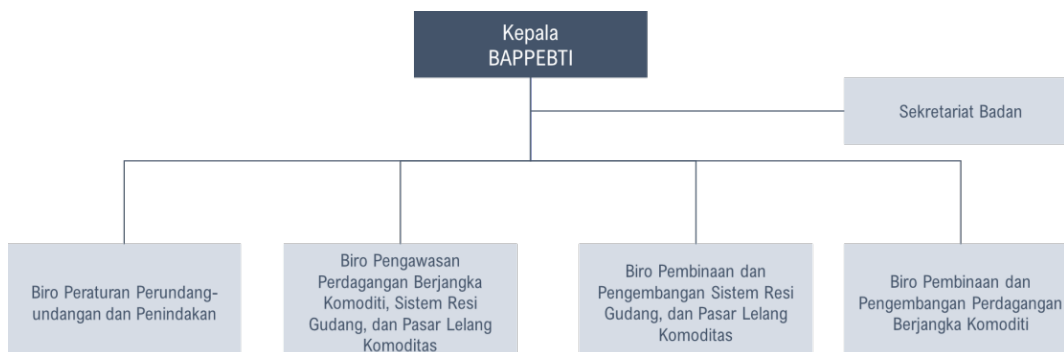 Kepala
BAPPEBTI
Sekretariat Badan
Biro Peraturan Perundang-
undangan dan Penindakan
Biro Pengawasan
Perdagangan Berjangka
Komoditi, Sistem Resi
Gudang, dan Pasar Lelang
Komoditas
Biro Pembinaan dan
Pengembangan Sistem Resi
Gudang, dan Pasar Lelang
Komoditas
Biro Pembinaan dan
Pengembangan Perdagangan
Berjangka Komoditi